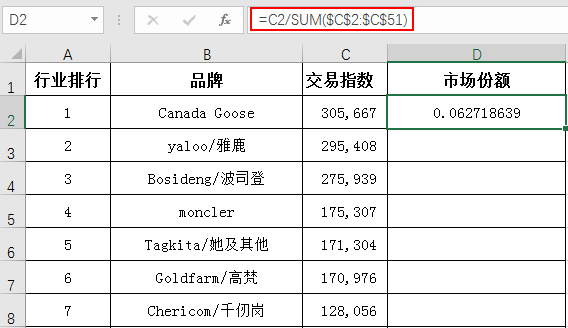 D2 =C2/SUM($C$2:$C$51)
A B C D
1 行业排行 品牌 交易指数 市场份额
2 1 Canada Goose 305,667 0.062718639
3 2 yaloo/雅鹿 295,408
4 3 Bosideng/波司登 275,939
5 4 moncler 175,307
6 5 Tagkita/她及其他 171,304
7 6 Goldfarm/高梵 170,976
8 7 Chericom/千仞岗 128,056